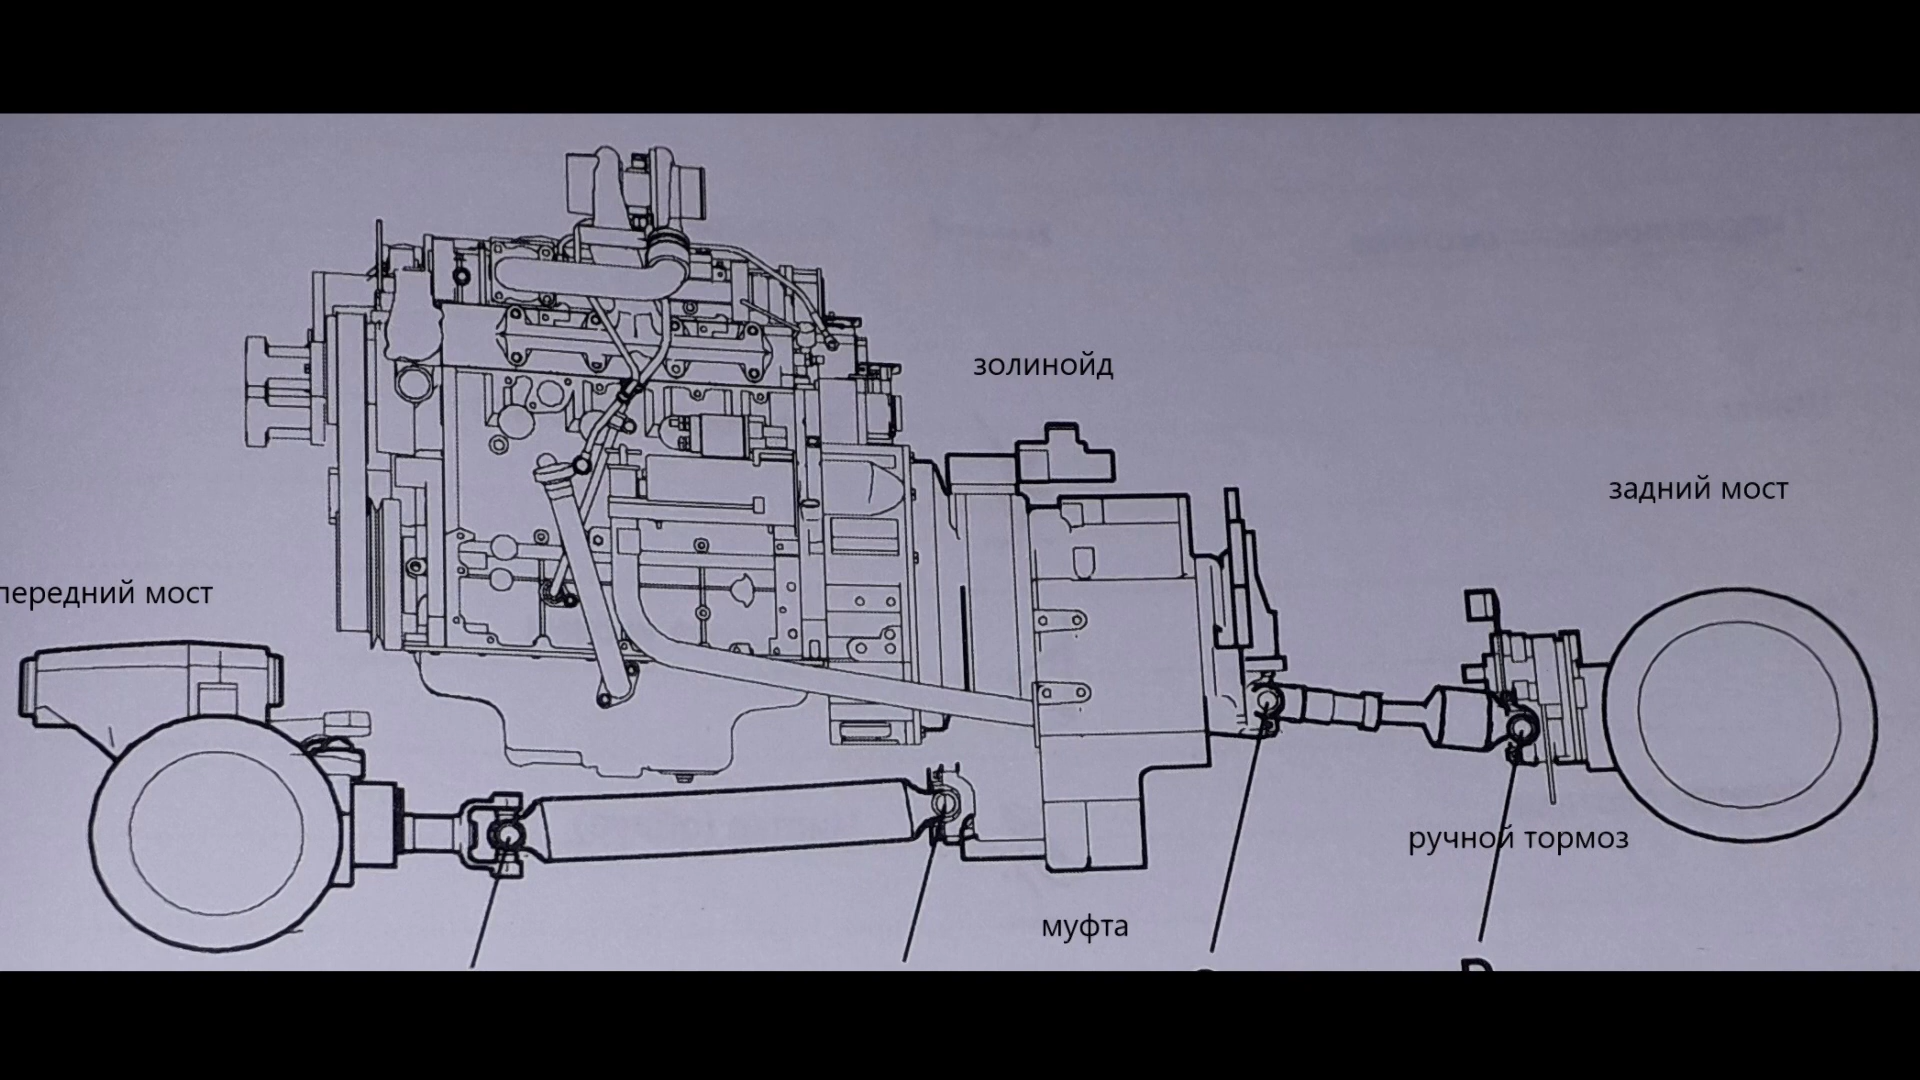 золинойд
задний мост
передний мост
ручной тормоз
муфта